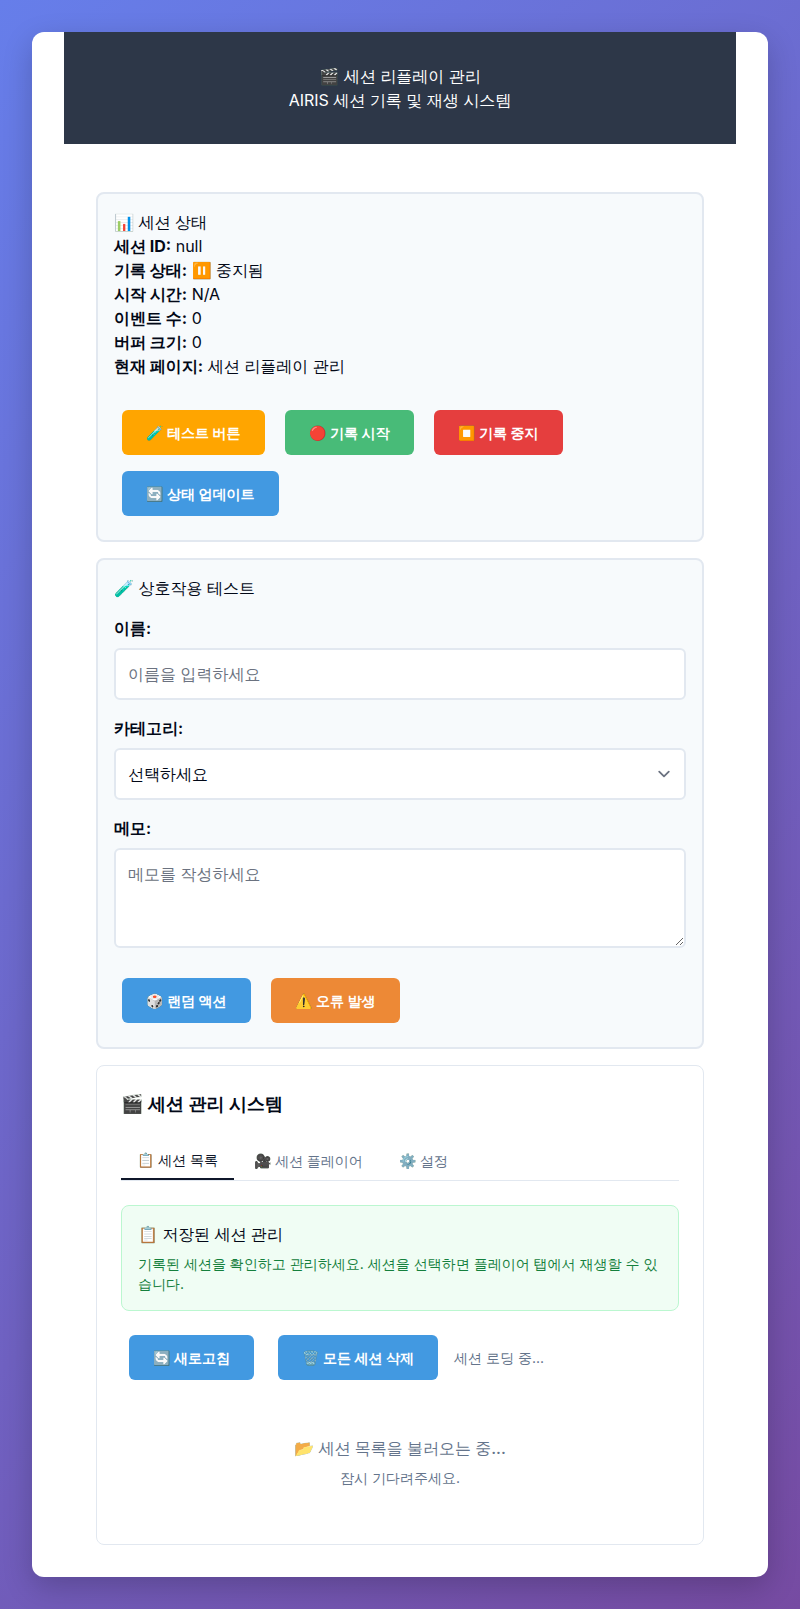 🎬 세션 리플레이 관리
AIRIS 세션 기록 및 재생 시스템
📊 세션 상태
세션 ID: null
기록 상태: ⏸️ 중지됨
시작 시간: N/A
이벤트 수: 0
버퍼 크기: 0
현재 페이지: 세션 리플레이 관리
🧪 테스트 버튼 🔴 기록 시작 ⏹️ 기록 중지
🔄 상태 업데이트
🧪 상호작용 테스트
이름:
이름을 입력하세요
카테고리:
선택하세요
메모:
메모를 작성하세요
🎲 랜덤 액션 ⚠️ 오류 발생
🎬 세션 관리 시스템
📋 세션 목록 🎥 세션 플레이어 ⚙️ 설정
📋 저장된 세션 관리
기록된 세션을 확인하고 관리하세요. 세션을 선택하면 플레이어 탭에서 재생할 수 있
습니다.
🔄 새로고침 🗑️ 모든 세션 삭제 세션 로딩 중...
📂 세션 목록을 불러오는 중...
잠시 기다려주세요.